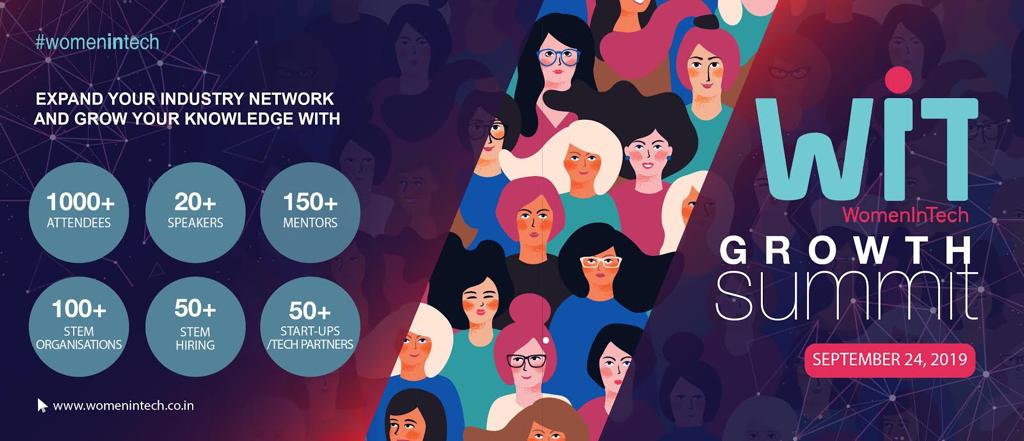 #womenintech
EXPAND YOUR INDUSTRY NETWORK
AND GROW YOUR KNOWLEDGE WITH
1000+
ATTENDEES
20+
SPEAKERS
150+
MENTORS
100+
STEM
ORGANISATIONS
50+
STEM
HIRING
50+
START-UPS
/TECH PARTNERS
www.womenintech.co.in
WiT
WomenInTech
GROWTH
summit
SEPTEMBER 24, 2019